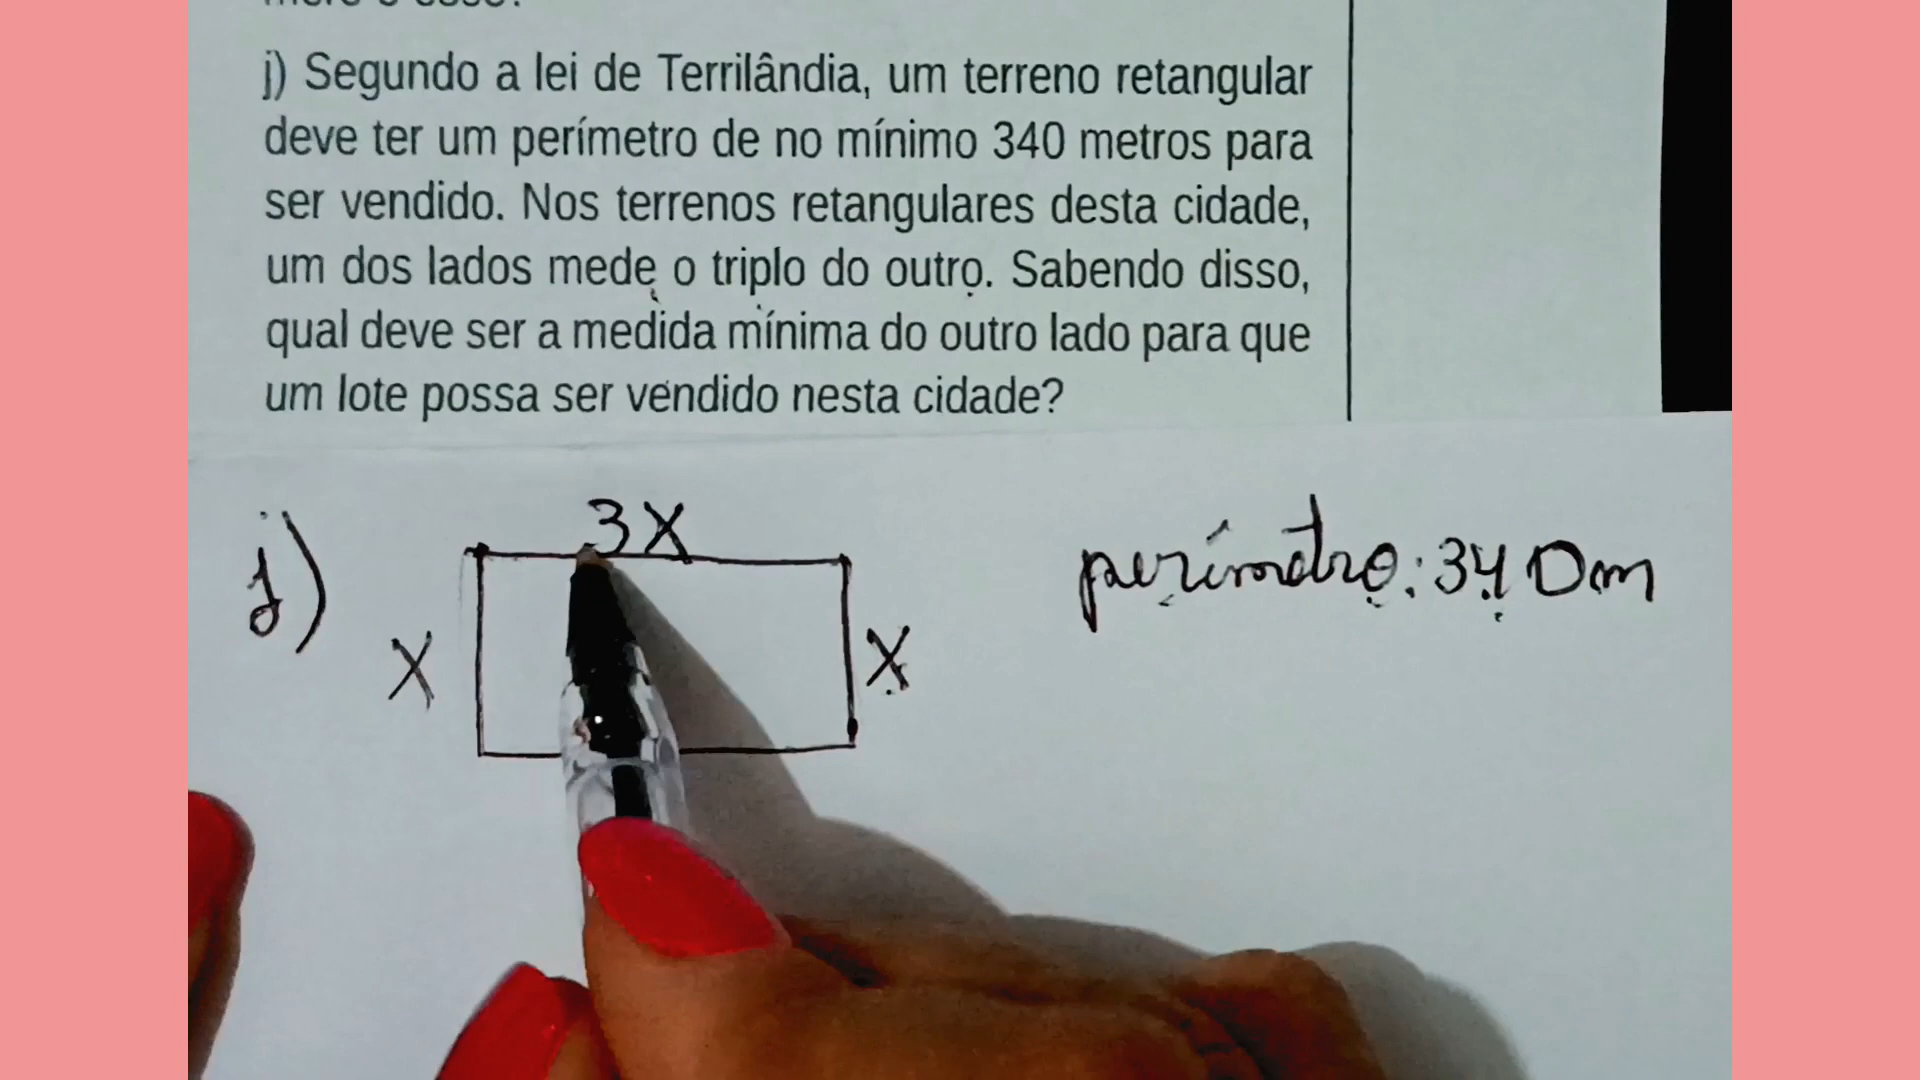 j) Segundo a lei de Terrilândia, um terreno retangular
deve ter um perímetro de no mínimo 340 metros para
ser vendido. Nos terrenos retangulares desta cidade,
um dos lados mede o triplo do outro. Sabendo disso,
qual deve ser a medida mínima do outro lado para que
um lote possa ser vendido nesta cidade?
j)
3X
perímetro: 340m
X
X